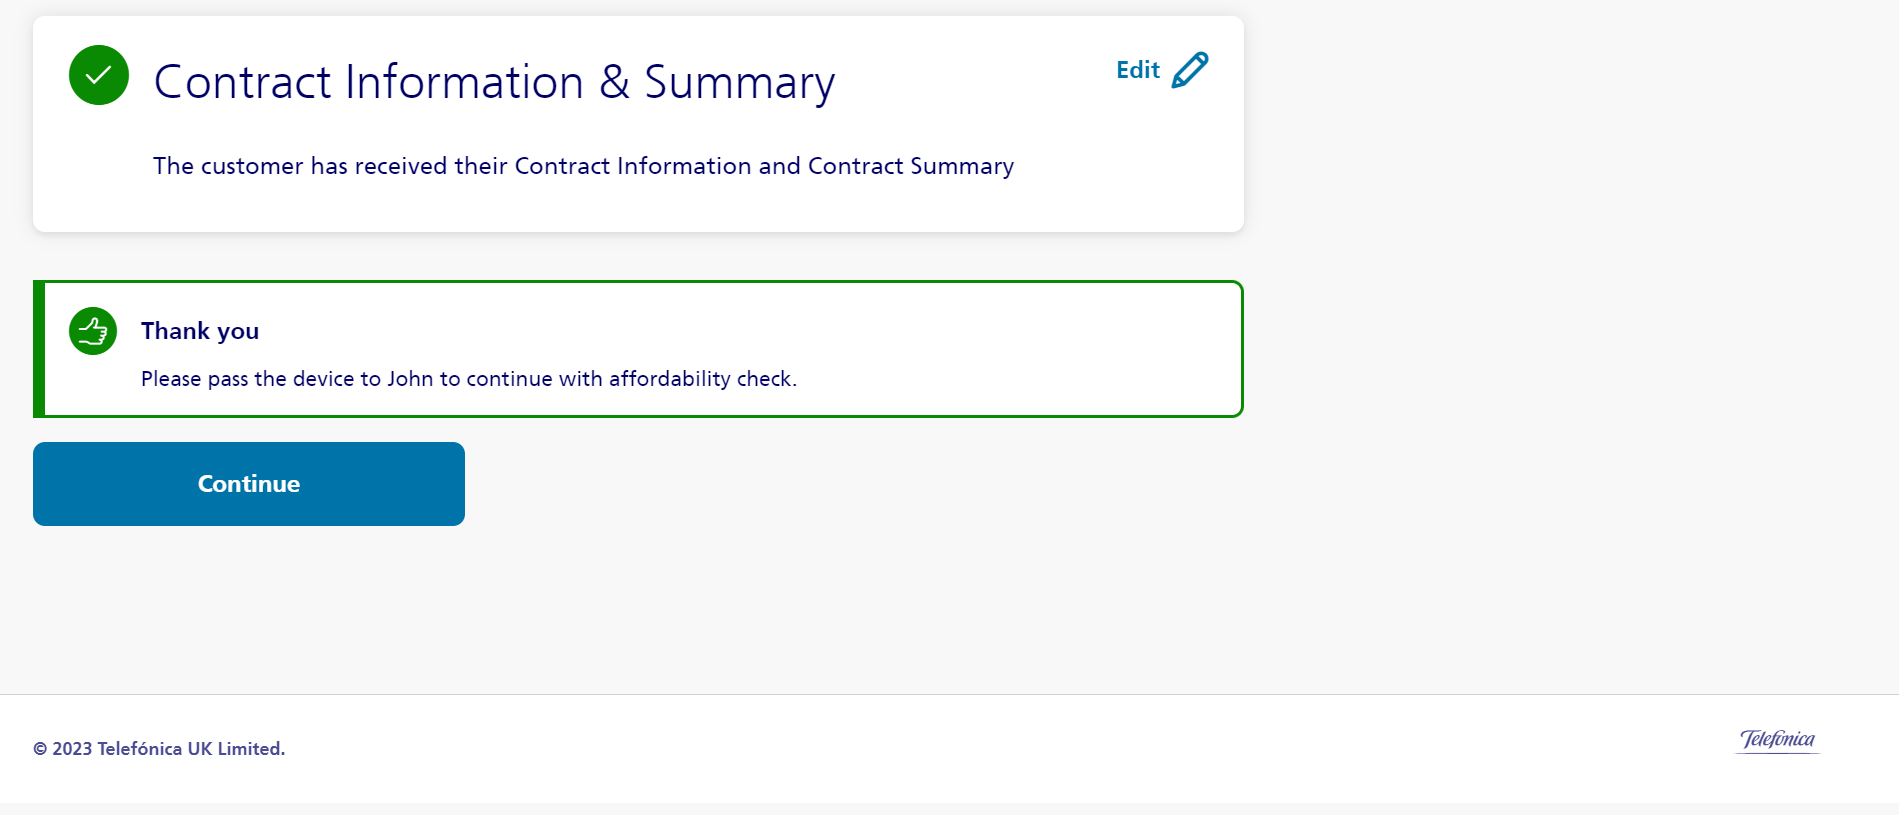 Contract Information & Summary
Edit
The customer has received their Contract Information and Contract Summary
Thank you
Please pass the device to John to continue with affordability check.
Continue
© 2023 Telefónica UK Limited.
Telefónica